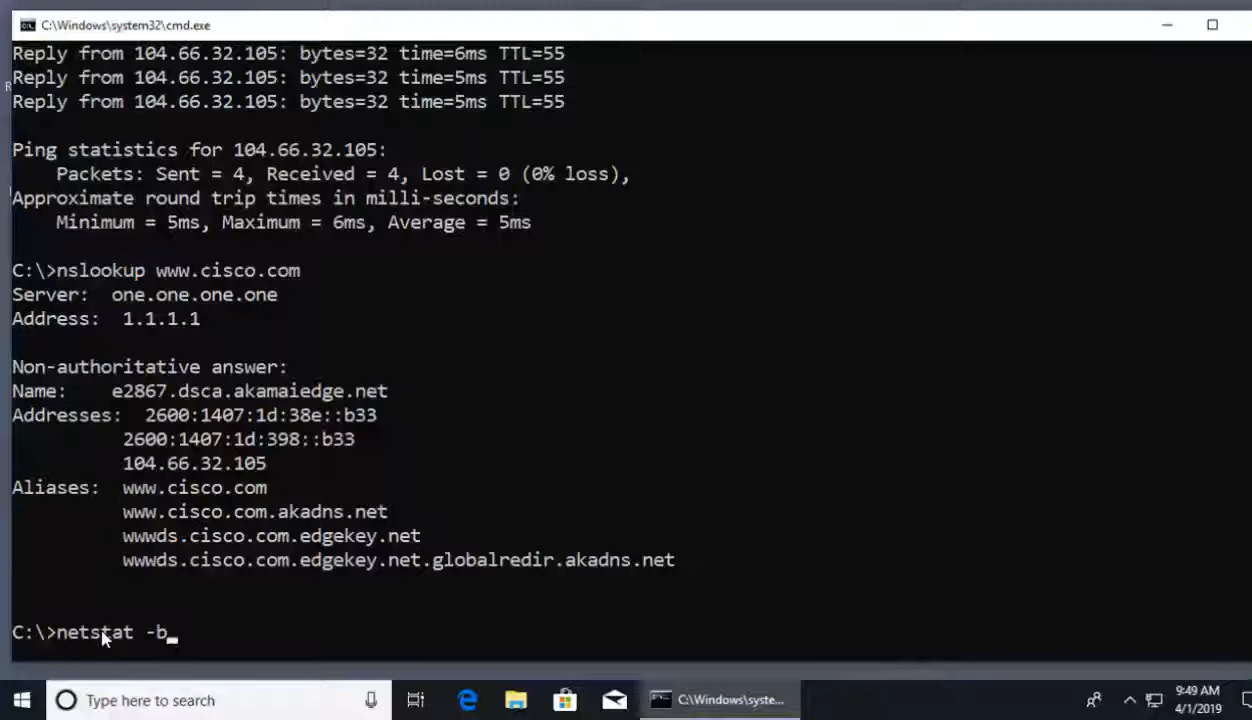 C:\Windows\system32\cmd.exe
Reply from 104.66.32.105: bytes=32 time=6ms TTL=55
Reply from 104.66.32.105: bytes=32 time=5ms TTL=55
Reply from 104.66.32.105: bytes=32 time=5ms TTL=55
Ping statistics for 104.66.32.105:
Packets: Sent = 4, Received = 4, Lost = 0 (0% loss),
Approximate round trip times in milli-seconds:
Minimum = 5ms, Maximum = 6ms, Average = 5ms
C:\>nslookup www.cisco.com
Server: one.one.one.one
Address: 1.1.1.1
Non-authoritative answer:
Name: e2867.dsca.akamaiedge.net
Addresses: 2600:1407:1d:38e::b33
2600:1407:1d:398::b33
104.66.32.105
Aliases: www.cisco.com
www.cisco.com.akadns.net
wwwds.cisco.com.edgekey.net
wwwds.cisco.com.edgekey.net.globalredir.akadns.net
C:\>netstat -b_
Type here to search
C:\Windows\syste...
9:49 AM
4/1/2019